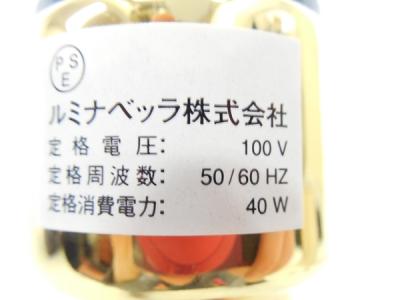 PSE
ルミナベッラ株式会社
定格電圧: 100 V
定格周波数: 50/60 HZ
定格消費電力: 40 W